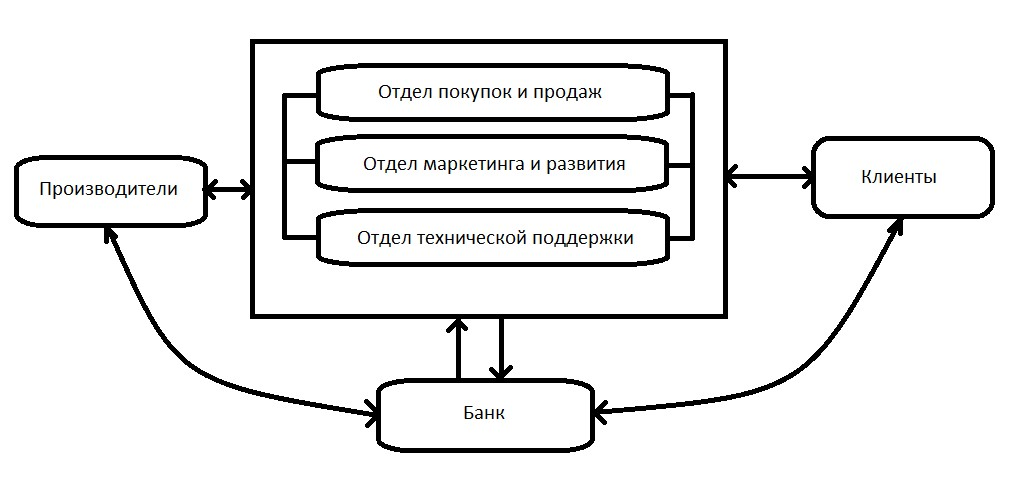 Отдел покупок и продаж
Отдел маркетинга и развития
Производители
Клиенты
Отдел технической поддержки
Банк